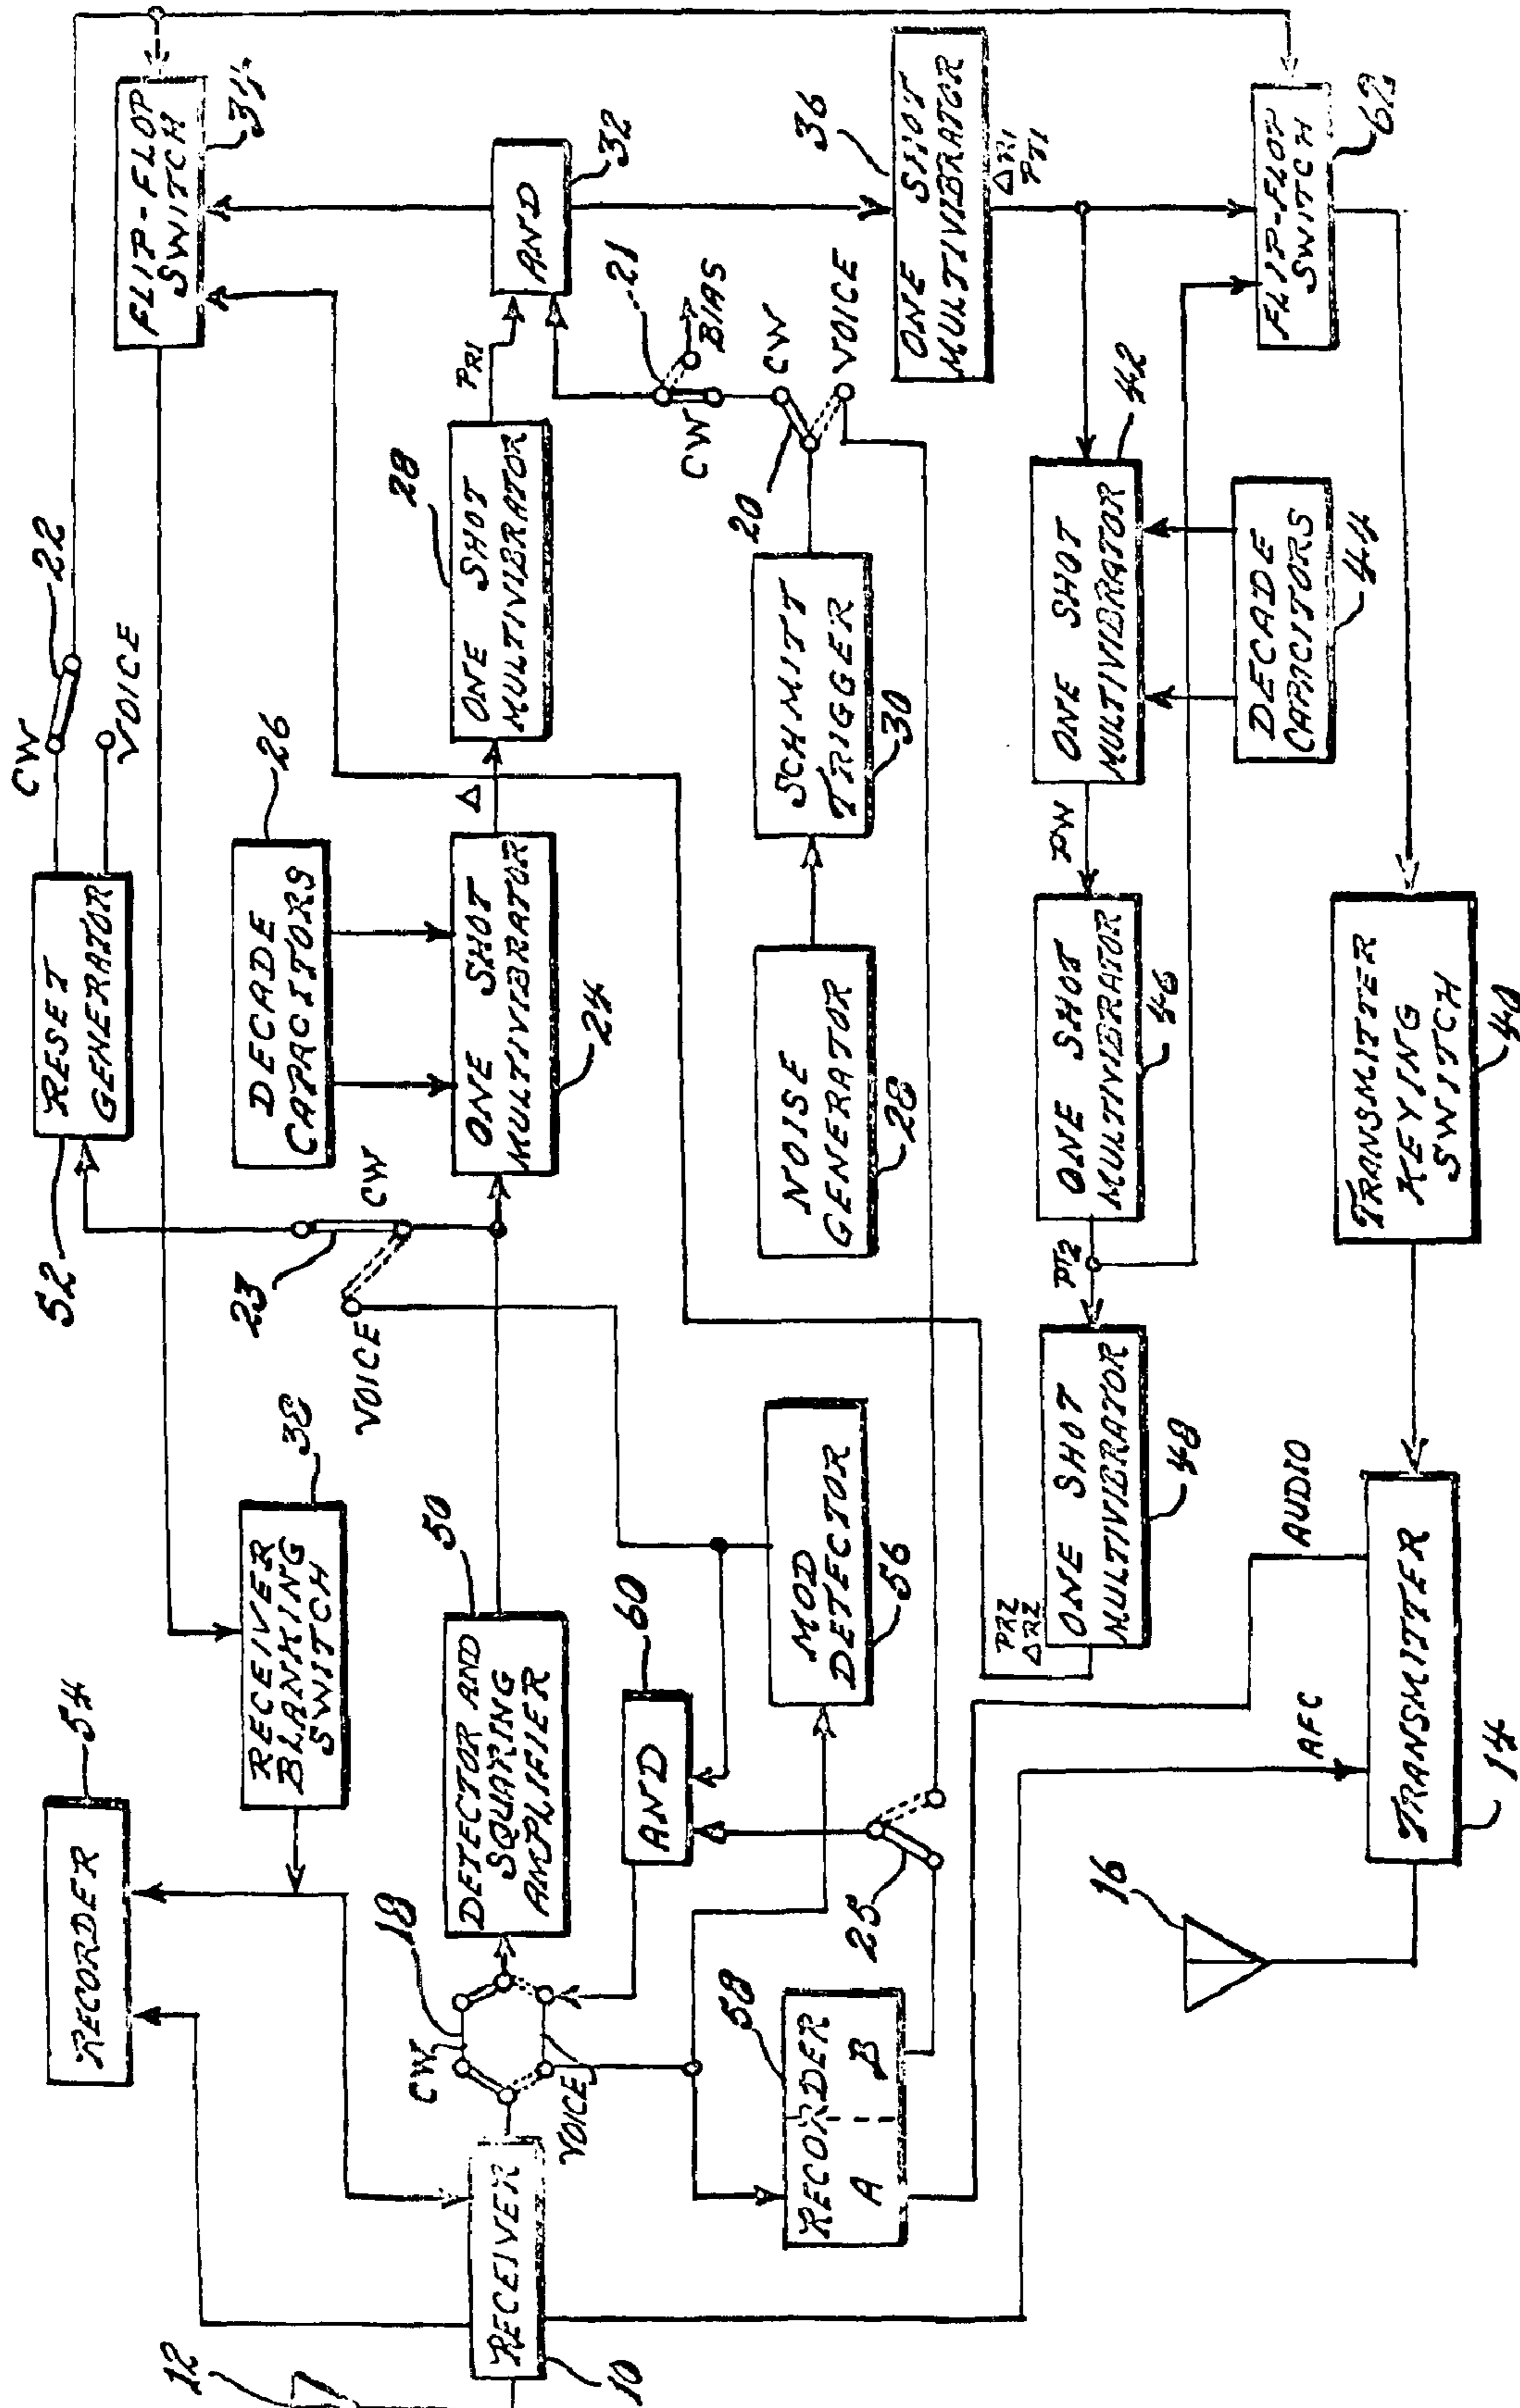 12
RECEIVER
10
RECORDER
54
RECEIVER
BLANKING
SWITCH
38
RESET
GENERATOR
52
CW
VOICE
22
FLIP-FLOP
SWITCH
34
CW
18
VOICE
DETECTOR AND
SQUARING
AMPLIFIER
50
VOICE
23
CW
DECADE
CAPACITORS
26
ONE SHOT
MULTIVIBRATOR
24
Δ
ONE SHOT
MULTIVIBRATOR
28
PR1
AND
32
AND
60
RECORDER
A B
58
25
MOD
DETECTOR
56
NOISE
GENERATOR
28
SCHMITT
TRIGGER
30
20
CW
VOICE
CW
21
BIAS
ONE SHOT
MULTIVIBRATOR
36
ΔR1
PT1
PR2
ΔR2
ONE SHOT
MULTIVIBRATOR
48
PT2
ONE SHOT
MULTIVIBRATOR
46
PW
ONE SHOT
MULTIVIBRATOR
42
DECADE
CAPACITORS
44
FLIP-FLOP
SWITCH
62
16
AFC
AUDIO
TRANSMITTER
14
TRANSMITTER
KEYING
SWITCH
40